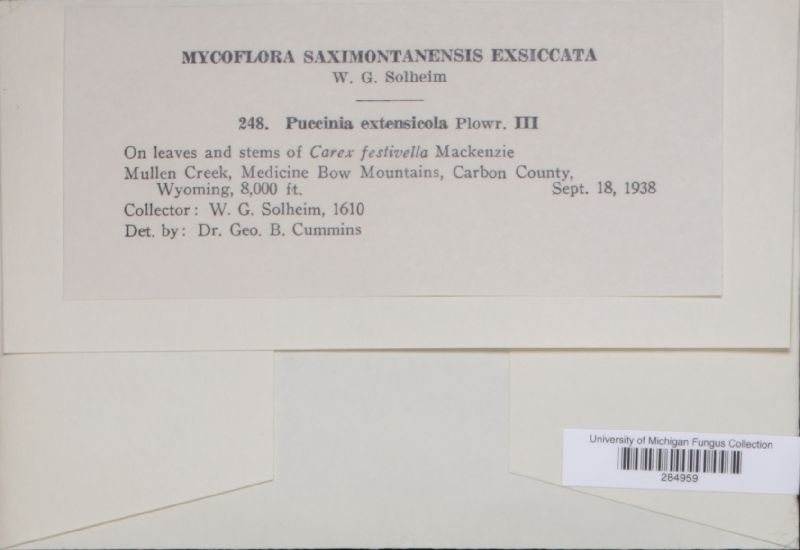 MYCOFLORA SAXIMONTANENSIS EXSICCATA
W. G. Solheim
248. Puccinia extensicola Plowr. III
On leaves and stems of Carex festivella Mackenzie
Mullen Creek, Medicine Bow Mountains, Carbon County,
Wyoming, 8,000 ft. Sept. 18, 1938
Collector: W. G. Solheim, 1610
Det. by: Dr. Geo. B. Cummins
University of Michigan Fungus Collection
284959